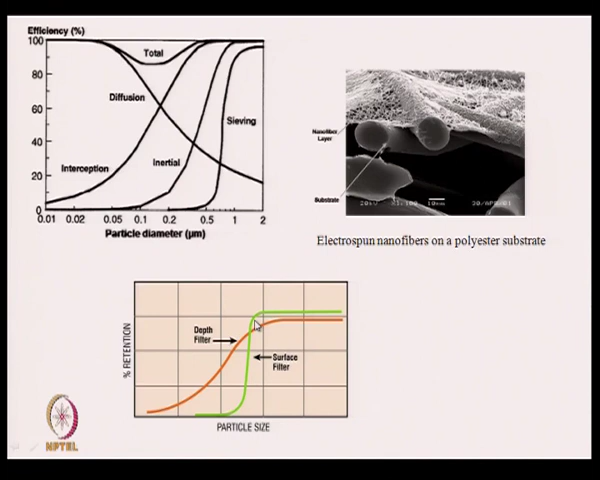 Efficiency (%)
100
80
60
40
20
0
Total
Diffusion
Sieving
Interception
Inertial
0.01 0.02 0.05 0.1 0.2 0.5 1 2
Particle diameter (μm)
Nanofiber
Layer
Substrate
Electrospun nanofibers on a polyester substrate
% RETENTION
Depth
Filter
Surface
Filter
PARTICLE SIZE
NPTEL